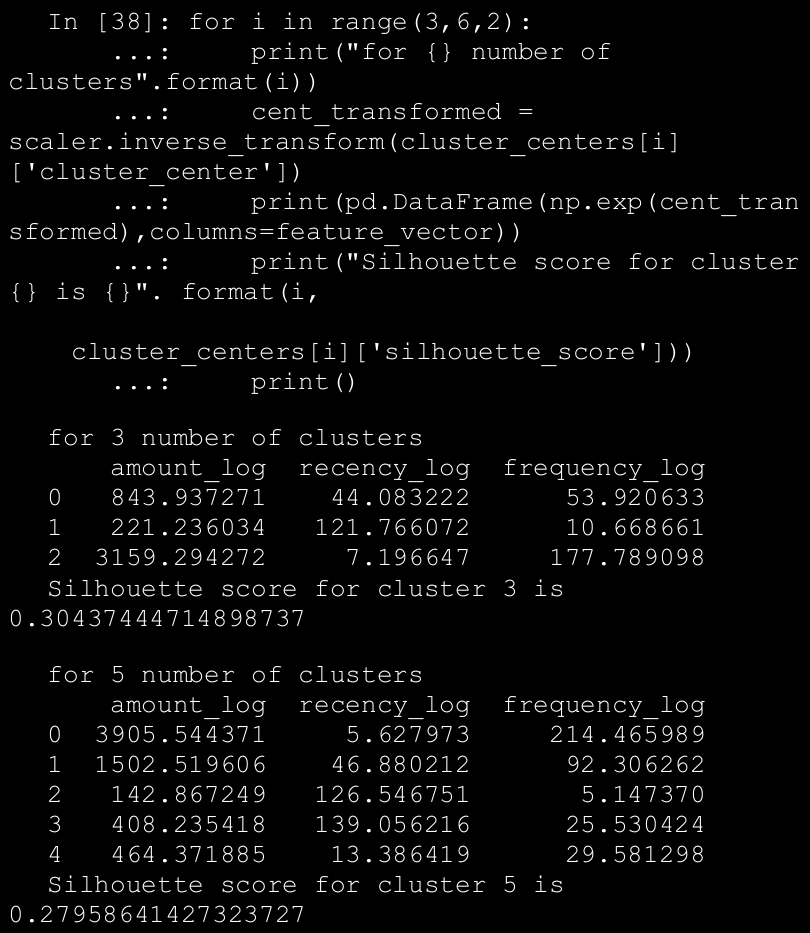 In [38]: for i in range(3,6,2):
...: print("for {} number of
clusters".format(i))
...: cent_transformed =
scaler.inverse_transform(cluster_centers[i]
['cluster_center'])
...: print(pd.DataFrame(np.exp(cent_tran
sformed),columns=feature_vector))
...: print("Silhouette score for cluster
{} is {}". format(i,
cluster_centers[i]['silhouette_score']))
...: print()
for 3 number of clusters
amount_log recency_log frequency_log
0 843.937271 44.083222 53.920633
1 221.236034 121.766072 10.668661
2 3159.294272 7.196647 177.789098
Silhouette score for cluster 3 is
0.30437444714898737
for 5 number of clusters
amount_log recency_log frequency_log
0 3905.544371 5.627973 214.465989
1 1502.519606 46.880212 92.306262
2 142.867249 126.546751 5.147370
3 408.235418 139.056216 25.530424
4 464.371885 13.386419 29.581298
Silhouette score for cluster 5 is
0.27958641427323727